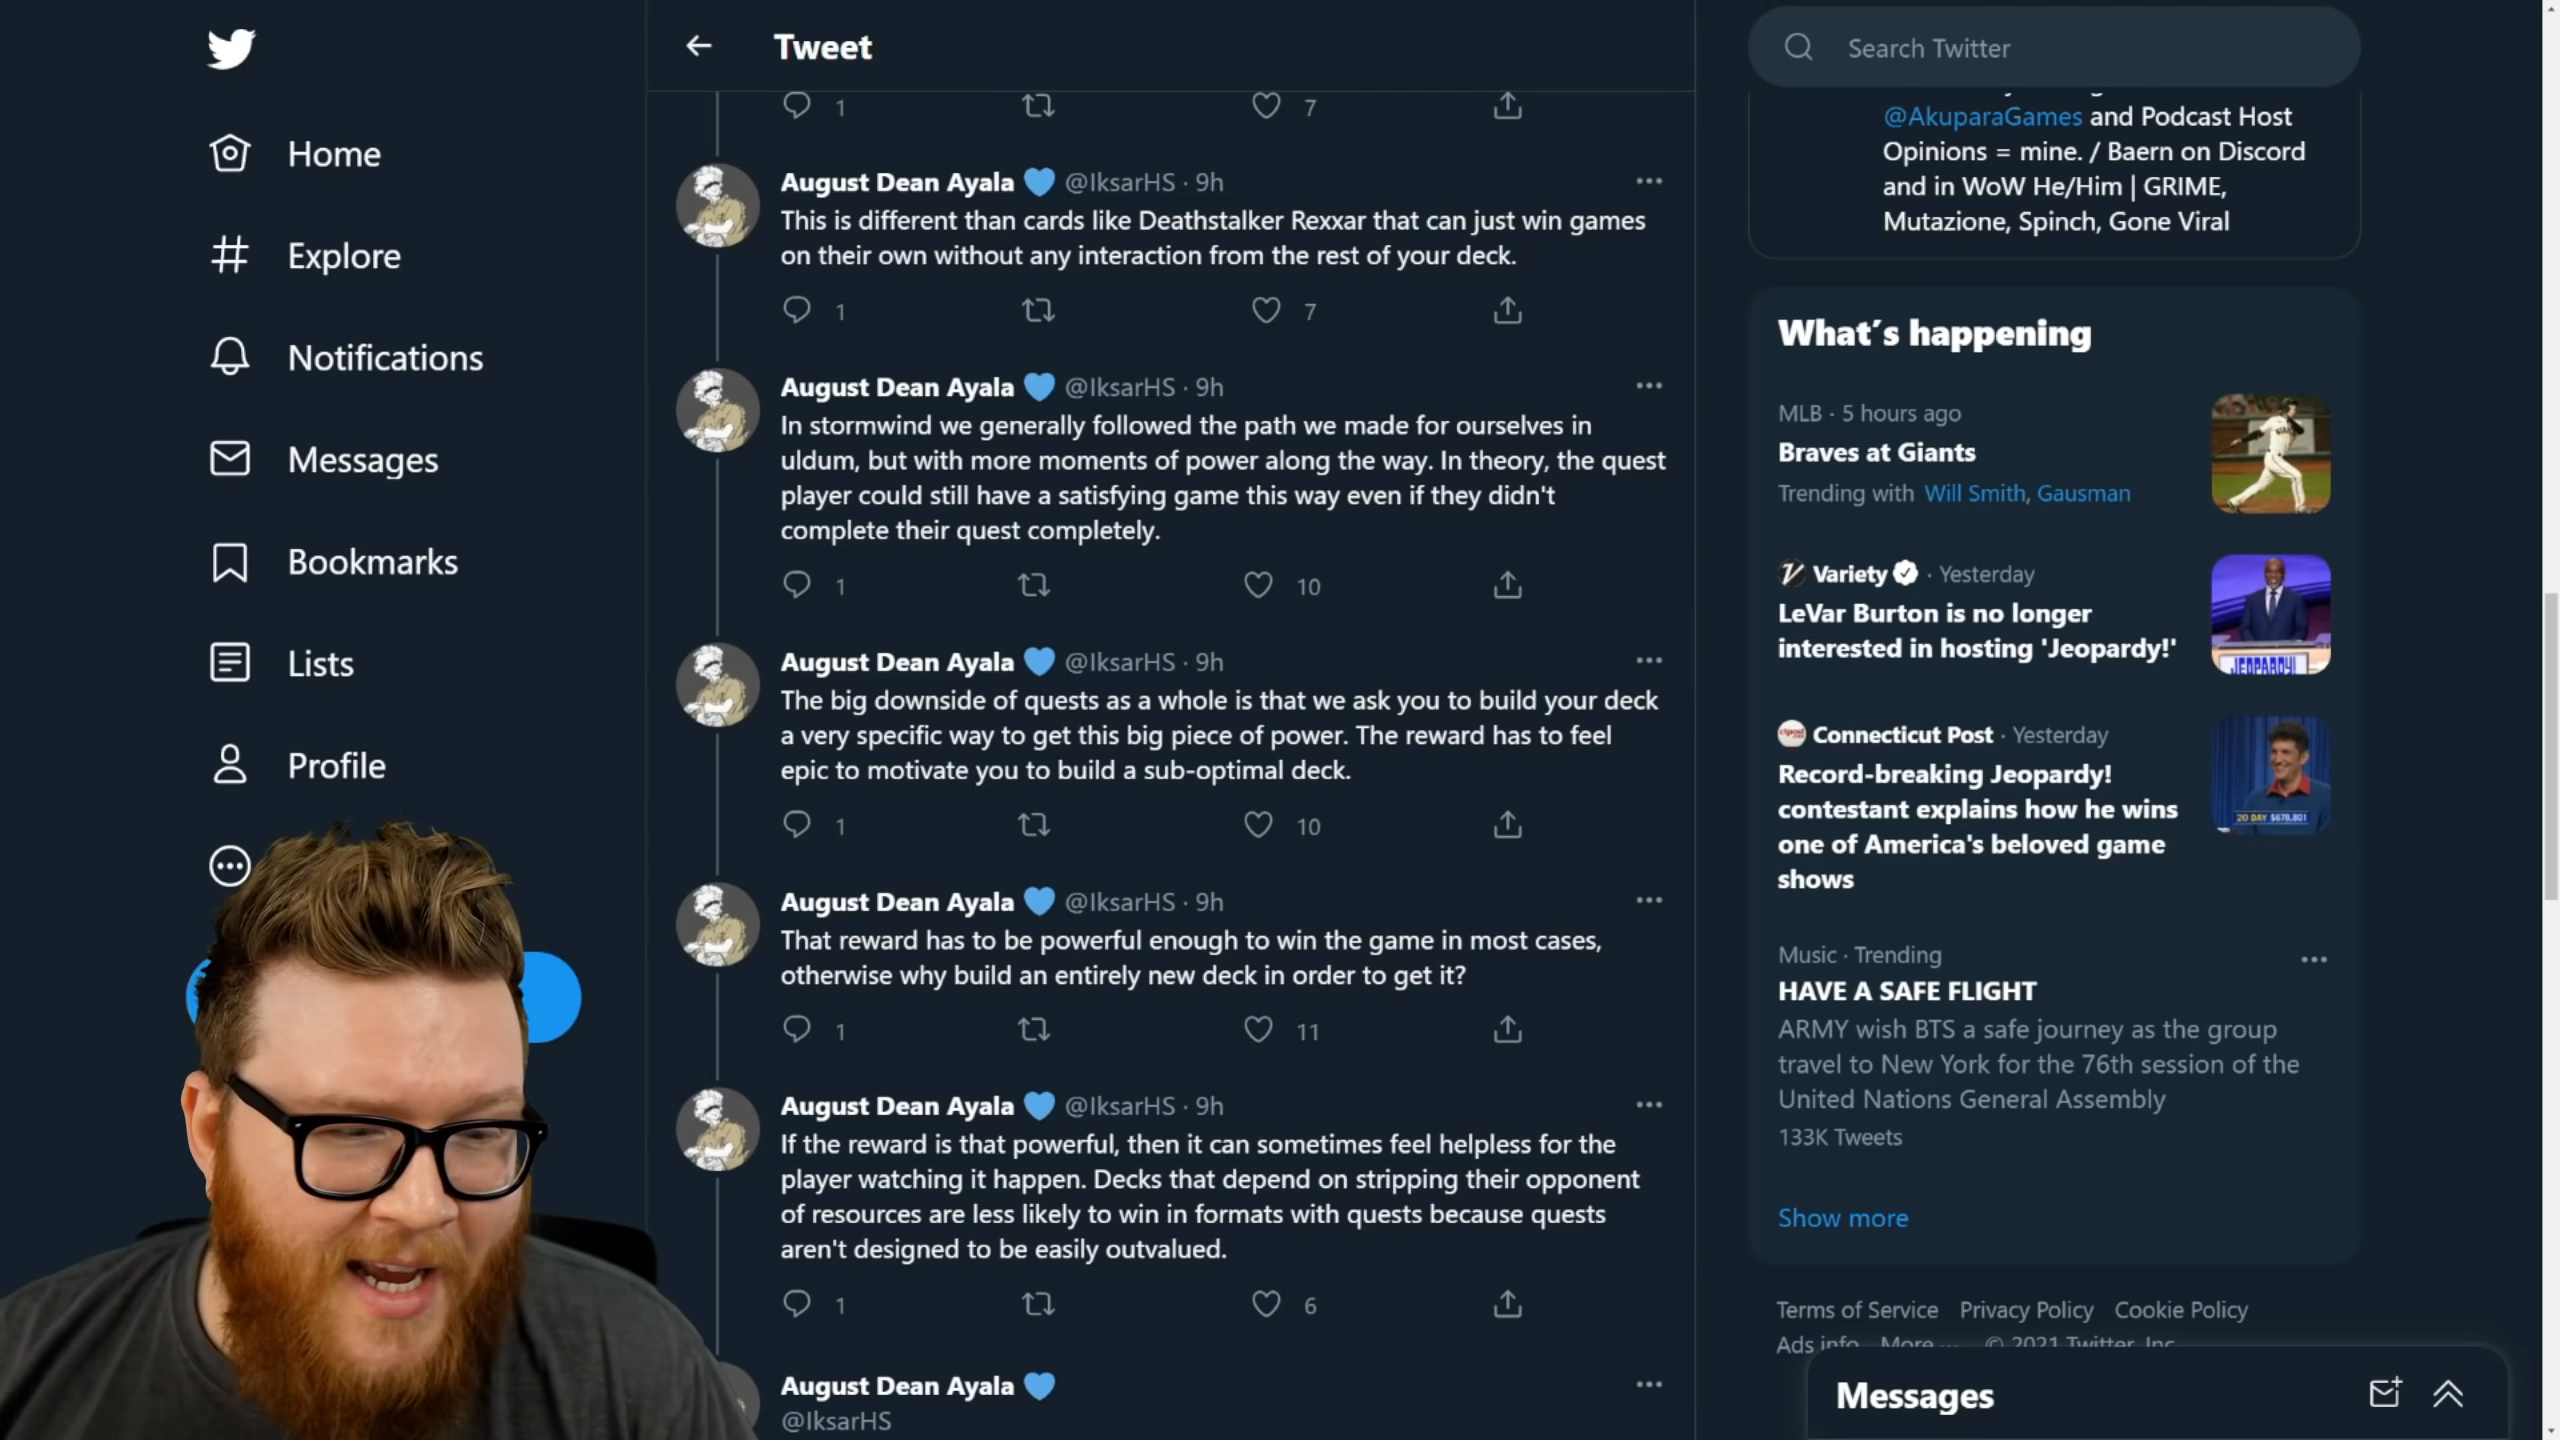 Tweet
Search Twitter
Home
Explore
Notifications
Messages
Bookmarks
Lists
Profile
1 7
August Dean Ayala @IksarHS · 9h
This is different than cards like Deathstalker Rexxar that can just win games
on their own without any interaction from the rest of your deck.
1 7
August Dean Ayala @IksarHS · 9h
In stormwind we generally followed the path we made for ourselves in
uldum, but with more moments of power along the way. In theory, the quest
player could still have a satisfying game this way even if they didn't
complete their quest completely.
1 10
August Dean Ayala @IksarHS · 9h
The big downside of quests as a whole is that we ask you to build your deck
a very specific way to get this big piece of power. The reward has to feel
epic to motivate you to build a sub-optimal deck.
1 10
August Dean Ayala @IksarHS · 9h
That reward has to be powerful enough to win the game in most cases,
otherwise why build an entirely new deck in order to get it?
1 11
August Dean Ayala @IksarHS · 9h
If the reward is that powerful, then it can sometimes feel helpless for the
player watching it happen. Decks that depend on stripping their opponent
of resources are less likely to win in formats with quests because quests
aren't designed to be easily outvalued.
1 6
August Dean Ayala
@IksarHS
@AkuparaGames and Podcast Host
Opinions = mine. / Baern on Discord
and in WoW He/Him | GRIME,
Mutazione, Spinch, Gone Viral
What's happening
MLB · 5 hours ago
Braves at Giants
Trending with Will Smith, Gausman
Variety · Yesterday
LeVar Burton is no longer
interested in hosting 'Jeopardy!'
JEOPARDY!
Connecticut Post · Yesterday
Record-breaking Jeopardy!
contestant explains how he wins
one of America's beloved game
shows
20 DAY $678,801
Music · Trending
HAVE A SAFE FLIGHT
ARMY wish BTS a safe journey as the group
travel to New York for the 76th session of the
United Nations General Assembly
133K Tweets
Show more
Terms of Service Privacy Policy Cookie Policy
Ads info More ··· © 2021 Twitter, Inc.
Messages